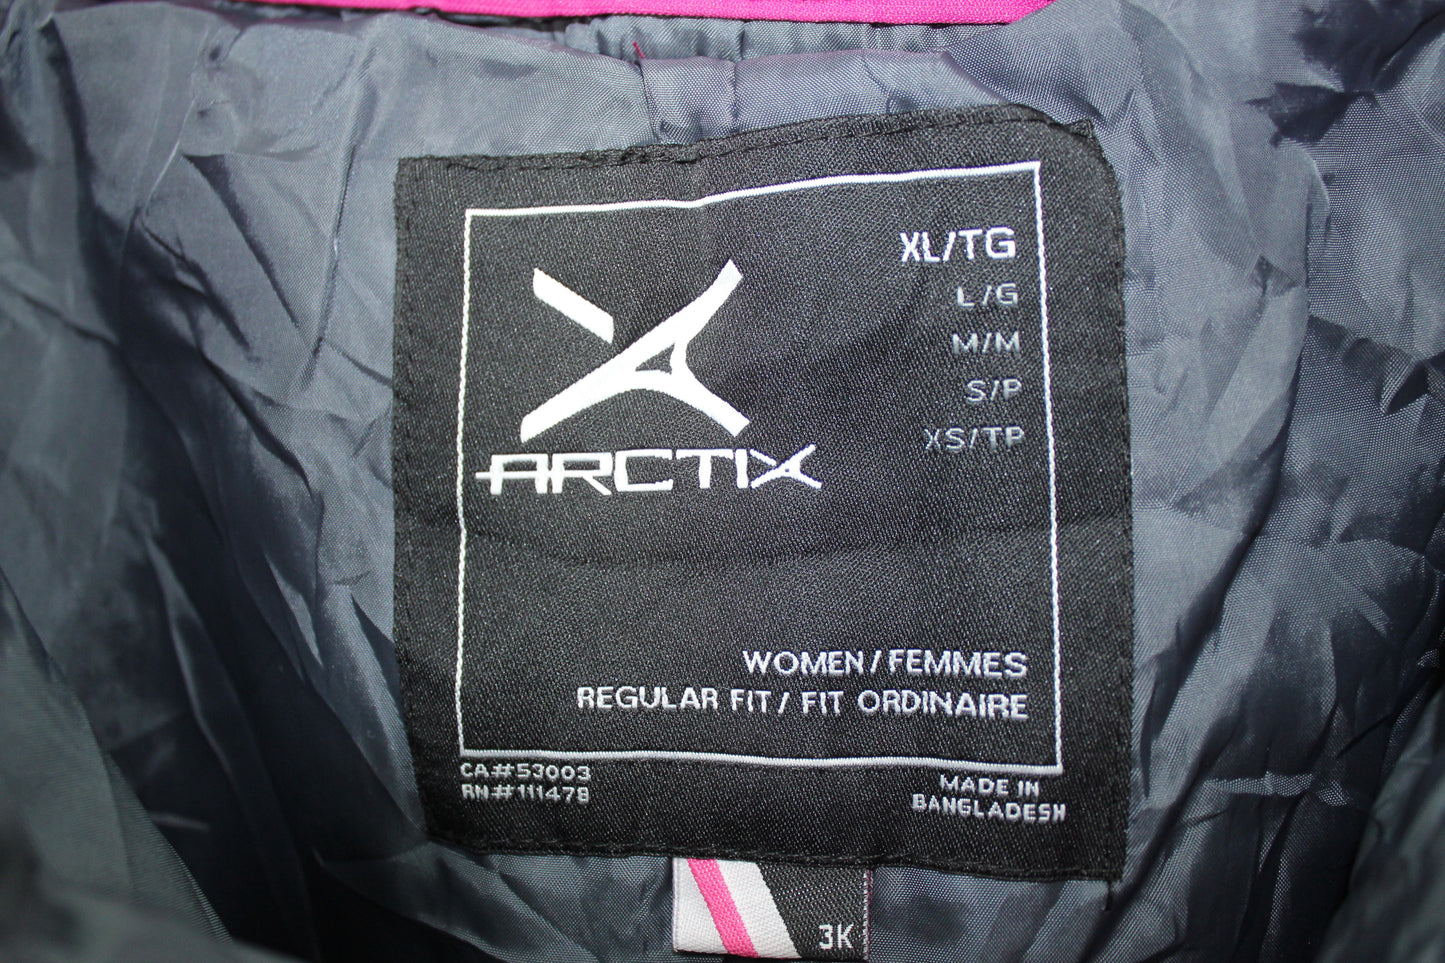 XL/TG
L/G
M/M
S/P
XS/TP
ARCTIX
WOMEN/FEMMES
REGULAR FIT/ FIT ORDINAIRE
CA#53003
RN#111478
MADE IN
BANGLADESH
3K